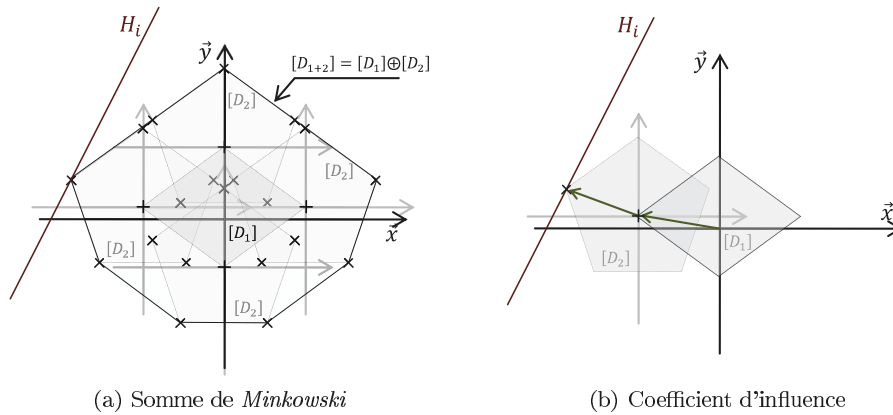 H_i
y⃗
[D_{1+2}] = [D_1]⊕[D_2]
[D_2]
[D_2]
[D_1]
x⃗
[D_2]
[D_2]
(a) Somme de Minkowski
H_i
y⃗
x⃗
[D_1]
[D_2]
(b) Coefficient d'influence